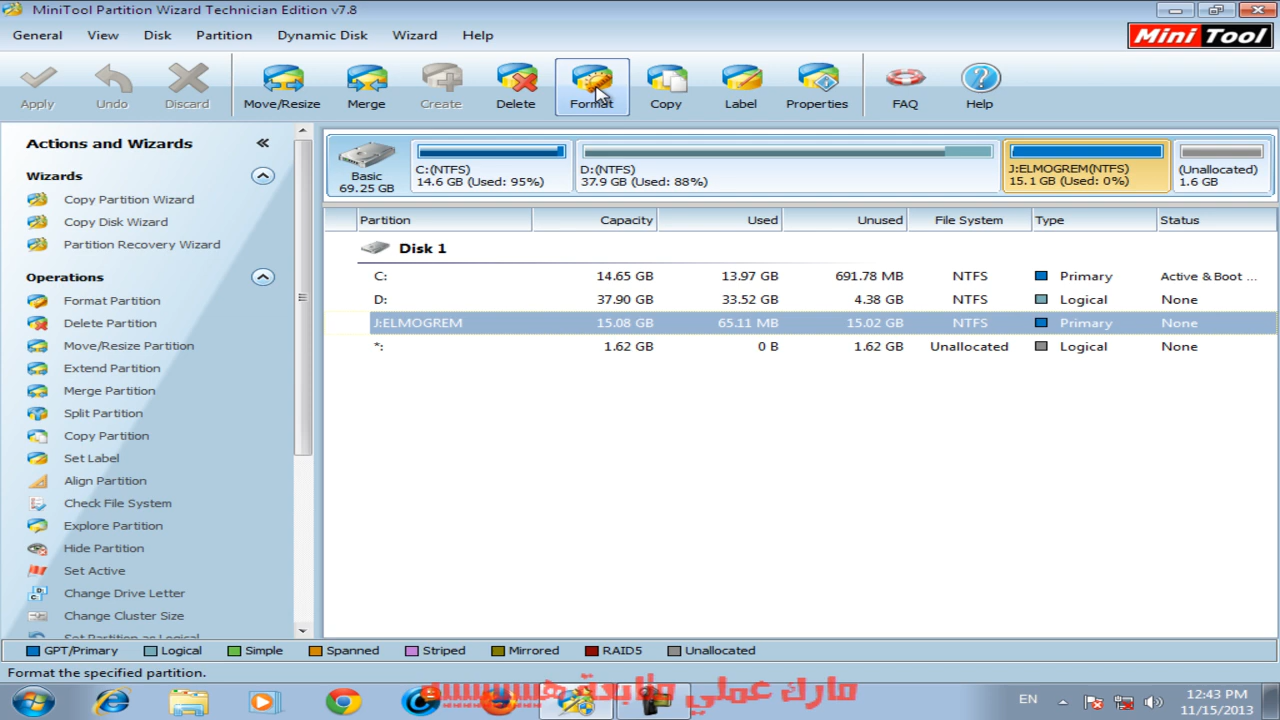 MiniTool Partition Wizard Technician Edition v7.8
General View Disk Partition Dynamic Disk Wizard Help
Mini Tool
Apply Undo Discard Move/Resize Merge Create Delete Format Copy Label Properties FAQ Help
Actions and Wizards
Wizards
Copy Partition Wizard
Copy Disk Wizard
Partition Recovery Wizard
Operations
Format Partition
Delete Partition
Move/Resize Partition
Extend Partition
Merge Partition
Split Partition
Copy Partition
Set Label
Align Partition
Check File System
Explore Partition
Hide Partition
Set Active
Change Drive Letter
Change Cluster Size
Set Partition as Logical
Basic
69.25 GB
C:(NTFS)
14.6 GB (Used: 95%)
D:(NTFS)
37.9 GB (Used: 88%)
J:ELMOGREM(NTFS)
15.1 GB (Used: 0%)
(Unallocated)
1.6 GB
Partition Capacity Used Unused File System Type Status
Disk 1
C: 14.65 GB 13.97 GB 691.78 MB NTFS Primary Active & Boot ...
D: 37.90 GB 33.52 GB 4.38 GB NTFS Logical None
J:ELMOGREM 15.08 GB 65.11 MB 15.02 GB NTFS Primary None
*: 1.62 GB 0 B 1.62 GB Unallocated Logical None
GPT/Primary Logical Simple Spanned Striped Mirrored RAID5 Unallocated
Format the specified partition.
مارك عملي
EN
12:43 PM
11/15/2013